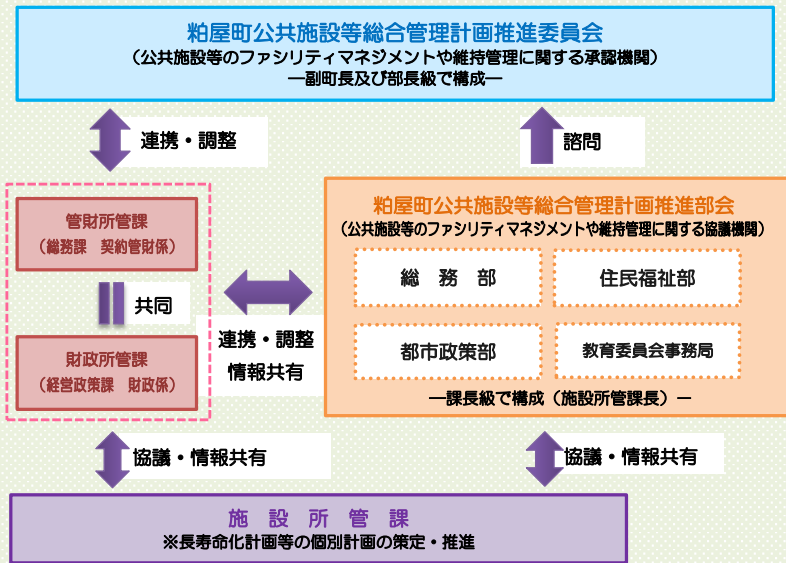 粕屋町公共施設等総合管理計画推進委員会
（公共施設等のファシリティマネジメントや維持管理に関する承認機関）
―副町長及び部長級で構成―
連携・調整
諮問
管財所管課
（総務課　契約管財係）
共同
財政所管課
（経営政策課　財政係）
連携・調整
情報共有
粕屋町公共施設等総合管理計画推進部会
（公共施設等のファシリティマネジメントや維持管理に関する協議機関）
総　務　部
住民福祉部
都市政策部
教育委員会事務局
―課長級で構成（施設所管課長）－
協議・情報共有
協議・情報共有
施　設　所　管　課
※長寿命化計画等の個別計画の策定・推進